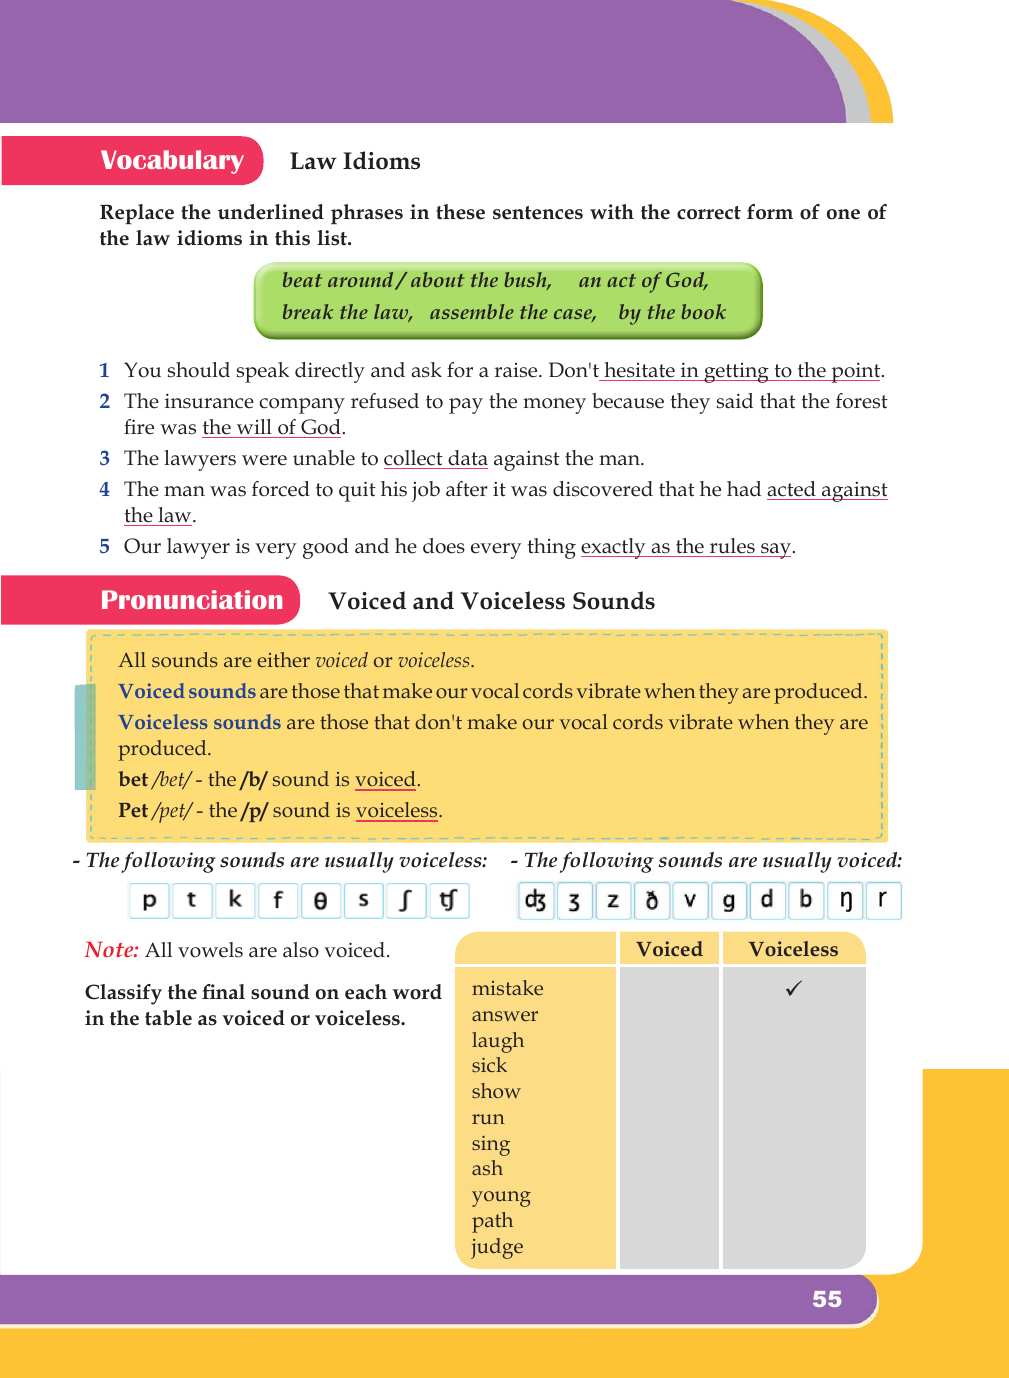 Vocabulary Law Idioms
Replace the underlined phrases in these sentences with the correct form of one of
the law idioms in this list.
beat around / about the bush, an act of God,
break the law, assemble the case, by the book
1 You should speak directly and ask for a raise. Don't hesitate in getting to the point.
2 The insurance company refused to pay the money because they said that the forest
fire was the will of God.
3 The lawyers were unable to collect data against the man.
4 The man was forced to quit his job after it was discovered that he had acted against
the law.
5 Our lawyer is very good and he does every thing exactly as the rules say.
Pronunciation Voiced and Voiceless Sounds
All sounds are either voiced or voiceless.
Voiced sounds are those that make our vocal cords vibrate when they are produced.
Voiceless sounds are those that don't make our vocal cords vibrate when they are
produced.
bet /bet/ - the /b/ sound is voiced.
Pet /pet/ - the /p/ sound is voiceless.
- The following sounds are usually voiceless: - The following sounds are usually voiced:
p t k f θ s ʃ ʧ ʤ ʒ z ð v g d b ŋ r
Note: All vowels are also voiced.
Classify the final sound on each word
in the table as voiced or voiceless.
Voiced Voiceless
mistake ✓
answer
laugh
sick
show
run
sing
ash
young
path
judge
55